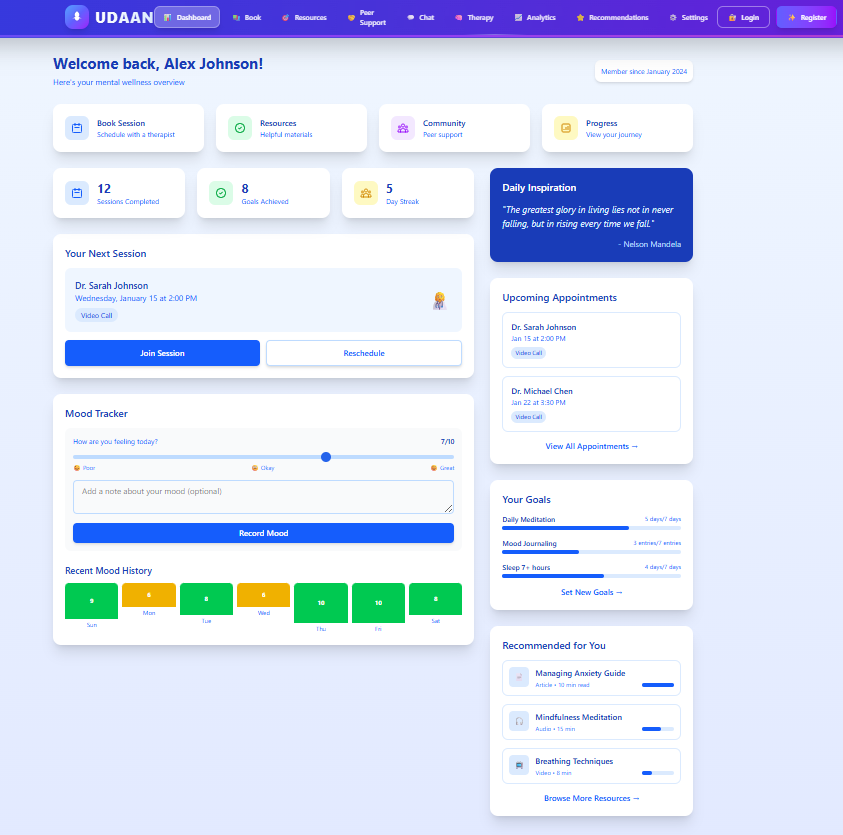 UDAAN
Dashboard
Book
Resources
Peer
Support
Chat
Therapy
Analytics
Recommendations
Settings
Login
Register
Welcome back, Alex Johnson!
Here's your mental wellness overview
Member since January 2024
Book Session
Schedule with a therapist
Resources
Helpful materials
Community
Peer support
Progress
View your journey
12
Sessions Completed
8
Goals Achieved
5
Day Streak
Your Next Session
Dr. Sarah Johnson
Wednesday, January 15 at 2:00 PM
Video Call
Join Session
Reschedule
Mood Tracker
How are you feeling today?
7/10
Poor
Okay
Great
Add a note about your mood (optional)
Record Mood
Recent Mood History
9
6
8
6
10
10
8
Sun
Mon
Tue
Wed
Thu
Fri
Sat
Daily Inspiration
"The greatest glory in living lies not in never
falling, but in rising every time we fall."
- Nelson Mandela
Upcoming Appointments
Dr. Sarah Johnson
Jan 15 at 2:00 PM
Video Call
Dr. Michael Chen
Jan 22 at 3:30 PM
Video Call
View All Appointments →
Your Goals
Daily Meditation
5 days/7 days
Mood Journaling
3 entries/7 entries
Sleep 7+ hours
4 days/7 days
Set New Goals →
Recommended for You
Managing Anxiety Guide
Article • 10 min read
Mindfulness Meditation
Audio • 15 min
Breathing Techniques
Video • 8 min
Browse More Resources →